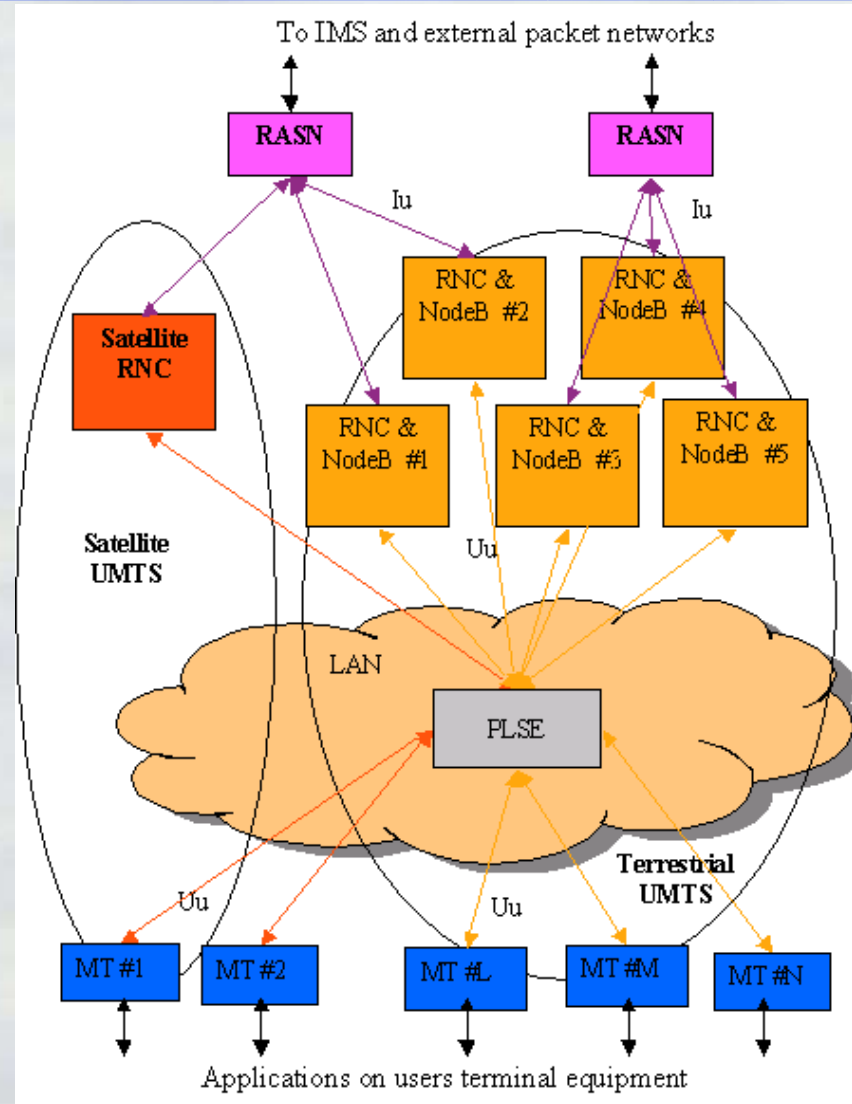 To IMS and external packet networks
RASN
RASN
Iu
Iu
RNC &
NodeB #2
RNC &
NodeB #4
Satellite
RNC
RNC &
NodeB #1
RNC &
NodeB #3
RNC &
NodeB #5
Satellite
UMTS
Uu
LAN
PLSE
Terrestrial
UMTS
Uu
Uu
MT #1
MT #2
MT #L
MT #M
MT #N
Applications on users terminal equipment